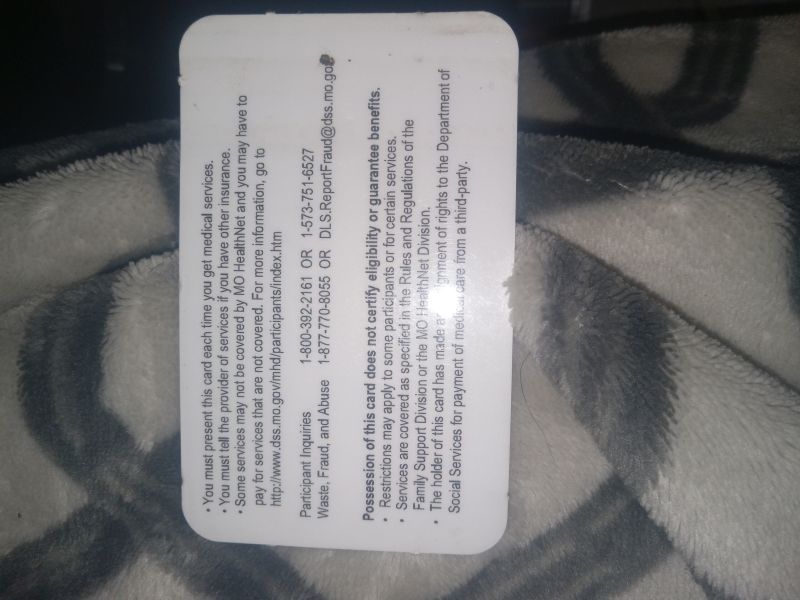 • You must present this card each time you get medical services.
• You must tell the provider of services if you have other insurance.
• Some services may not be covered by MO HealthNet and you may have to
pay for services that are not covered. For more information, go to
http://www.dss.mo.gov/mhd/participants/index.htm
Participant Inquiries 1-800-392-2161 OR 1-573-751-6527
Waste, Fraud, and Abuse 1-877-770-8055 OR DLS.ReportFraud@dss.mo.gov
Possession of this card does not certify eligibility or guarantee benefits.
• Restrictions may apply to some participants or for certain services.
• Services are covered as specified in the Rules and Regulations of the
Family Support Division or the MO HealthNet Division.
• The holder of this card has made an assignment of rights to the Department of
Social Services for payment of medical care from a third-party.